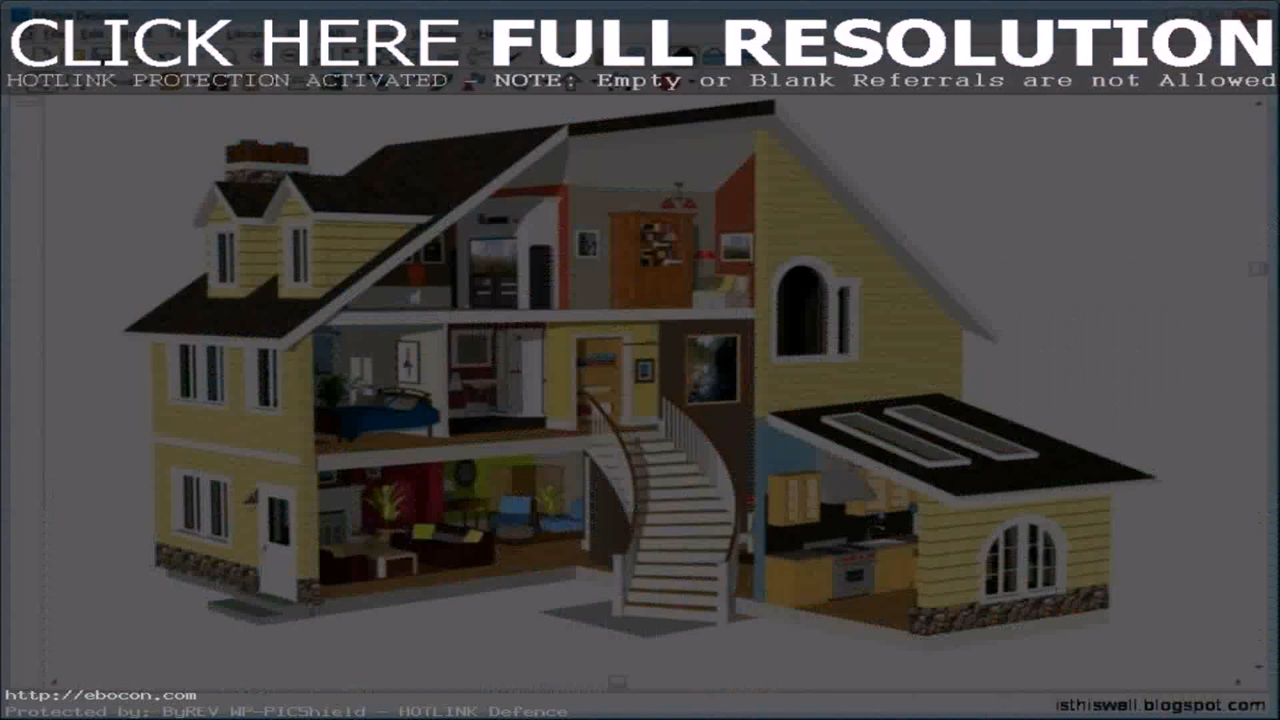 CLICK HERE FULL RESOLUTION
HOTLINK PROTECTION ACTIVATED - NOTE: Empty or Blank Referrals are not Allowed
http://ebocon.com
Protected by: ByREV WP-PICShield - HOTLINK Defence
isthiswall.blogspot.com